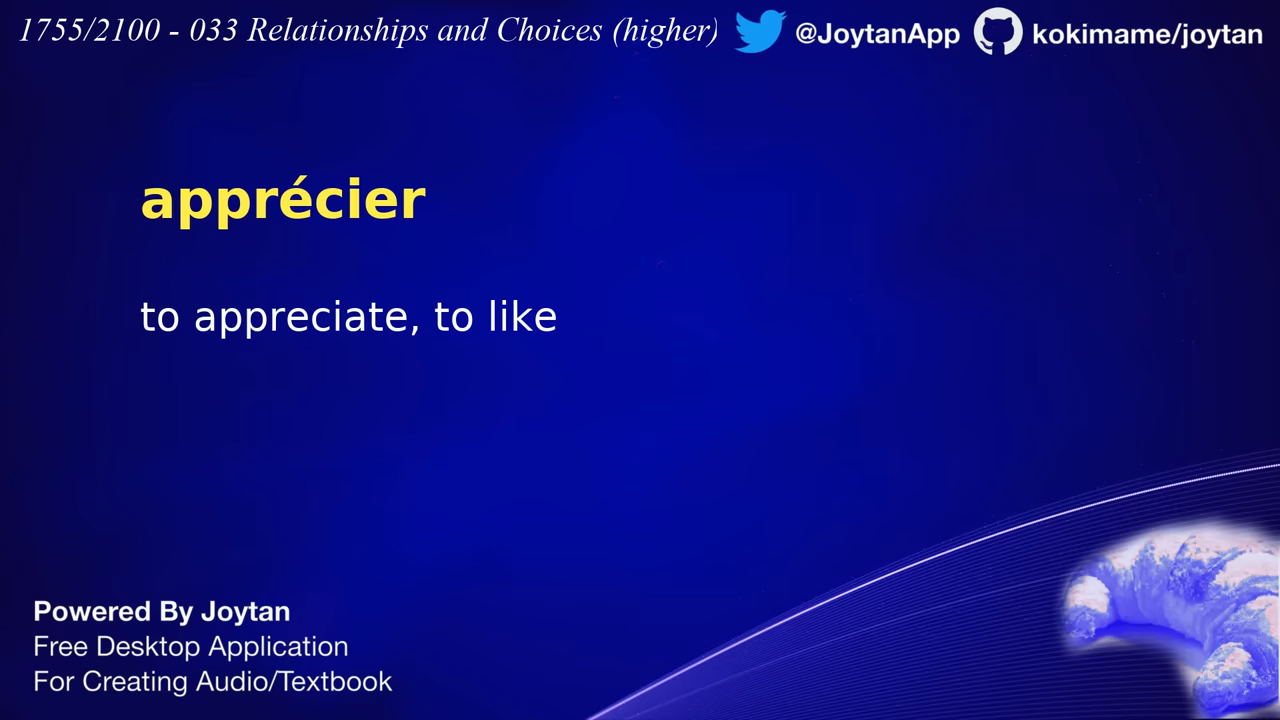 1755/2100 - 033 Relationships and Choices (higher)
@JoytanApp
kokimame/joytan
apprécier
to appreciate, to like
Powered By Joytan
Free Desktop Application
For Creating Audio/Textbook